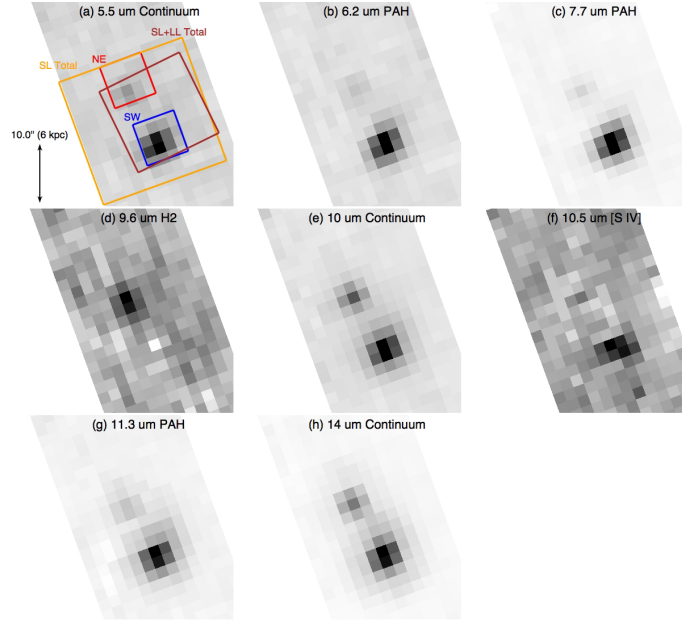 (a) 5.5 um Continuum
(b) 6.2 um PAH
(c) 7.7 um PAH
SL+LL Total
NE
SL Total
SW
10.0" (6 kpc)
(d) 9.6 um H2
(e) 10 um Continuum
(f) 10.5 um [S IV]
(g) 11.3 um PAH
(h) 14 um Continuum